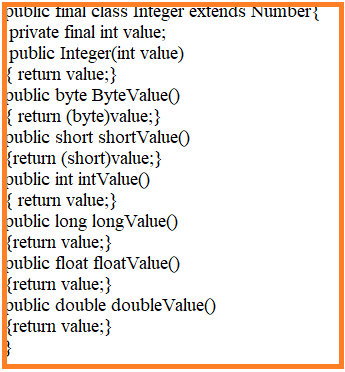 public final class Integer extends Number{
private final int value;
public Integer(int value)
{ return value;}
public byte ByteValue()
{ return (byte)value;}
public short shortValue()
{return (short)value;}
public int intValue()
{ return value;}
public long longValue()
{return value;}
public float floatValue()
{return value;}
public double doubleValue()
{return value;}
}